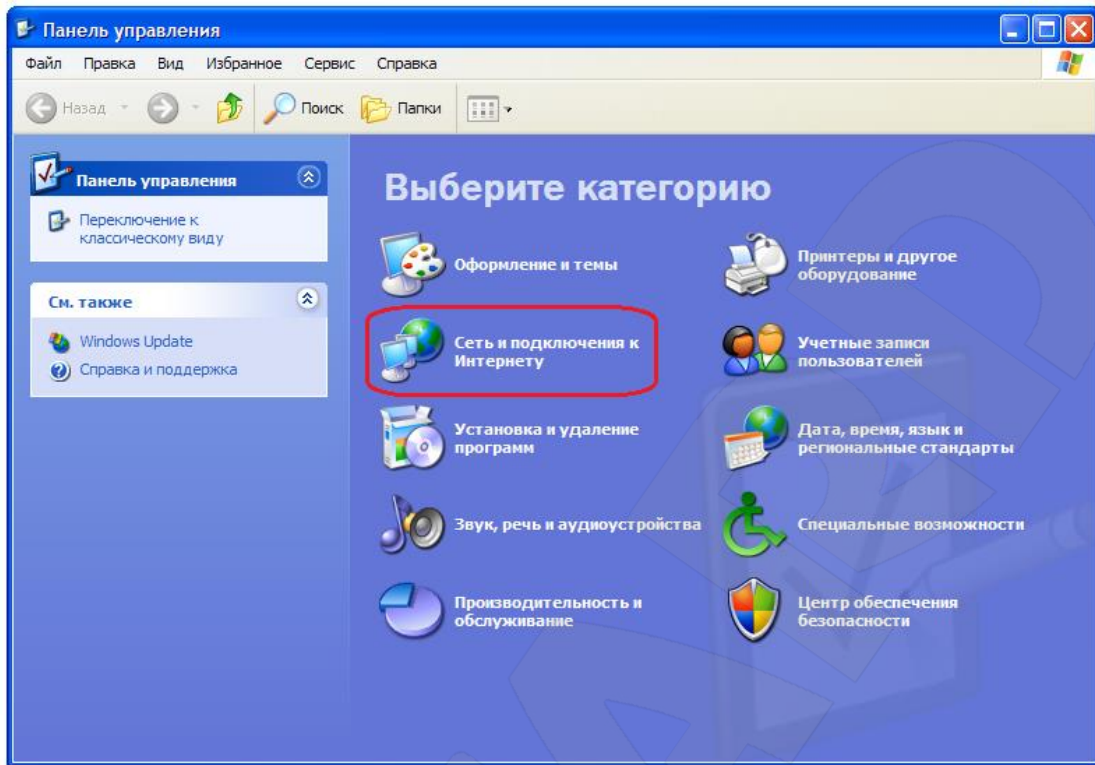 Панель управления
Файл Правка Вид Избранное Сервис Справка
Назад Поиск Папки
Панель управления
Переключение к
классическому виду
См. также
Windows Update
Справка и поддержка
Выберите категорию
Оформление и темы
Принтеры и другое
оборудование
Сеть и подключения к
Интернету
Учетные записи
пользователей
Установка и удаление
программ
Дата, время, язык и
региональные стандарты
Звук, речь и аудиоустройства
Специальные возможности
Производительность и
обслуживание
Центр обеспечения
безопасности